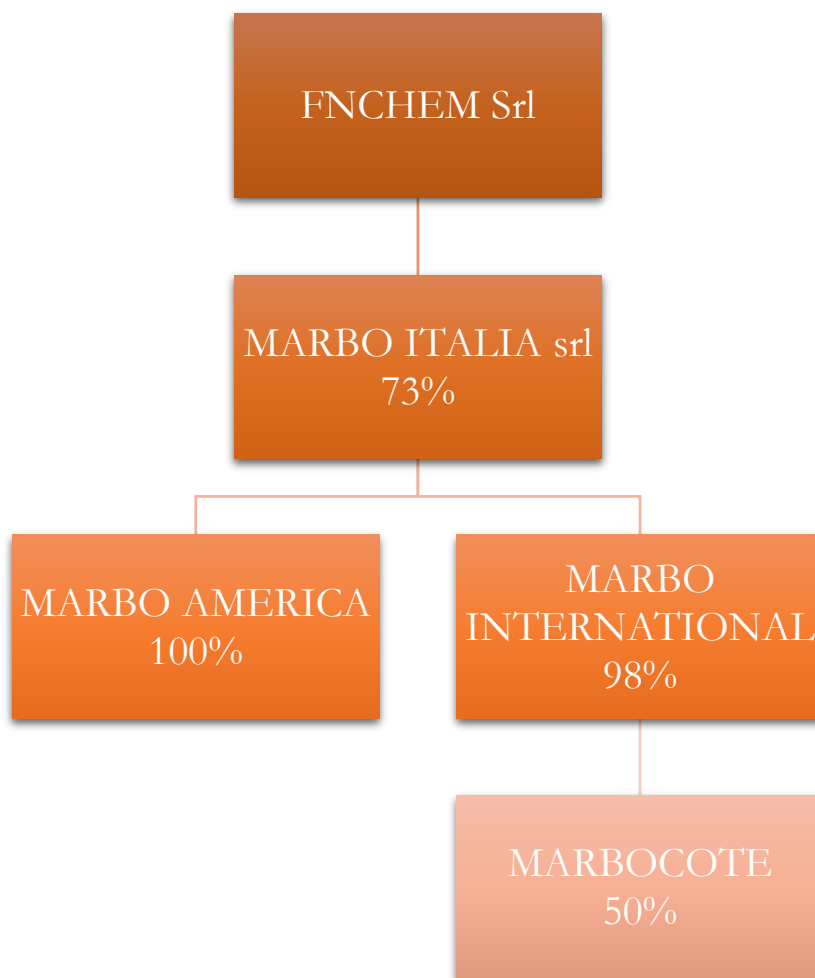 FNCHEM Srl
MARBO ITALIA srl
73%
MARBO AMERICA
100%
MARBO
INTERNATIONAL
98%
MARBOCOTE
50%